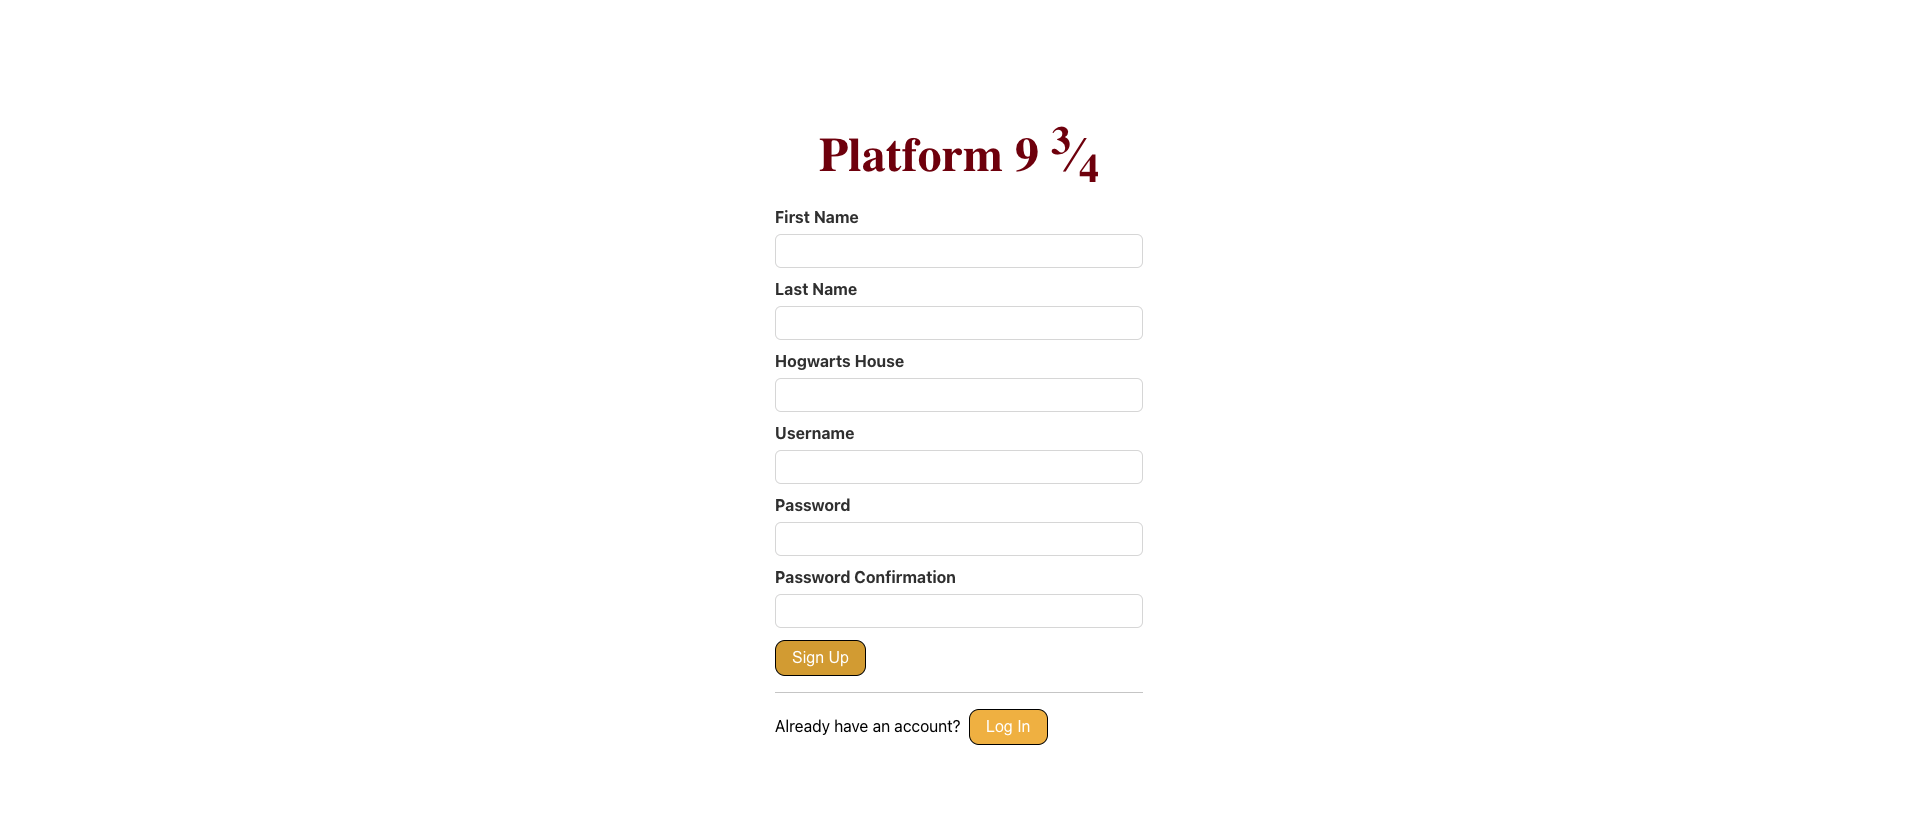 Platform 9 ¾
First Name
Last Name
Hogwarts House
Username
Password
Password Confirmation
Sign Up
Already have an account? Log In